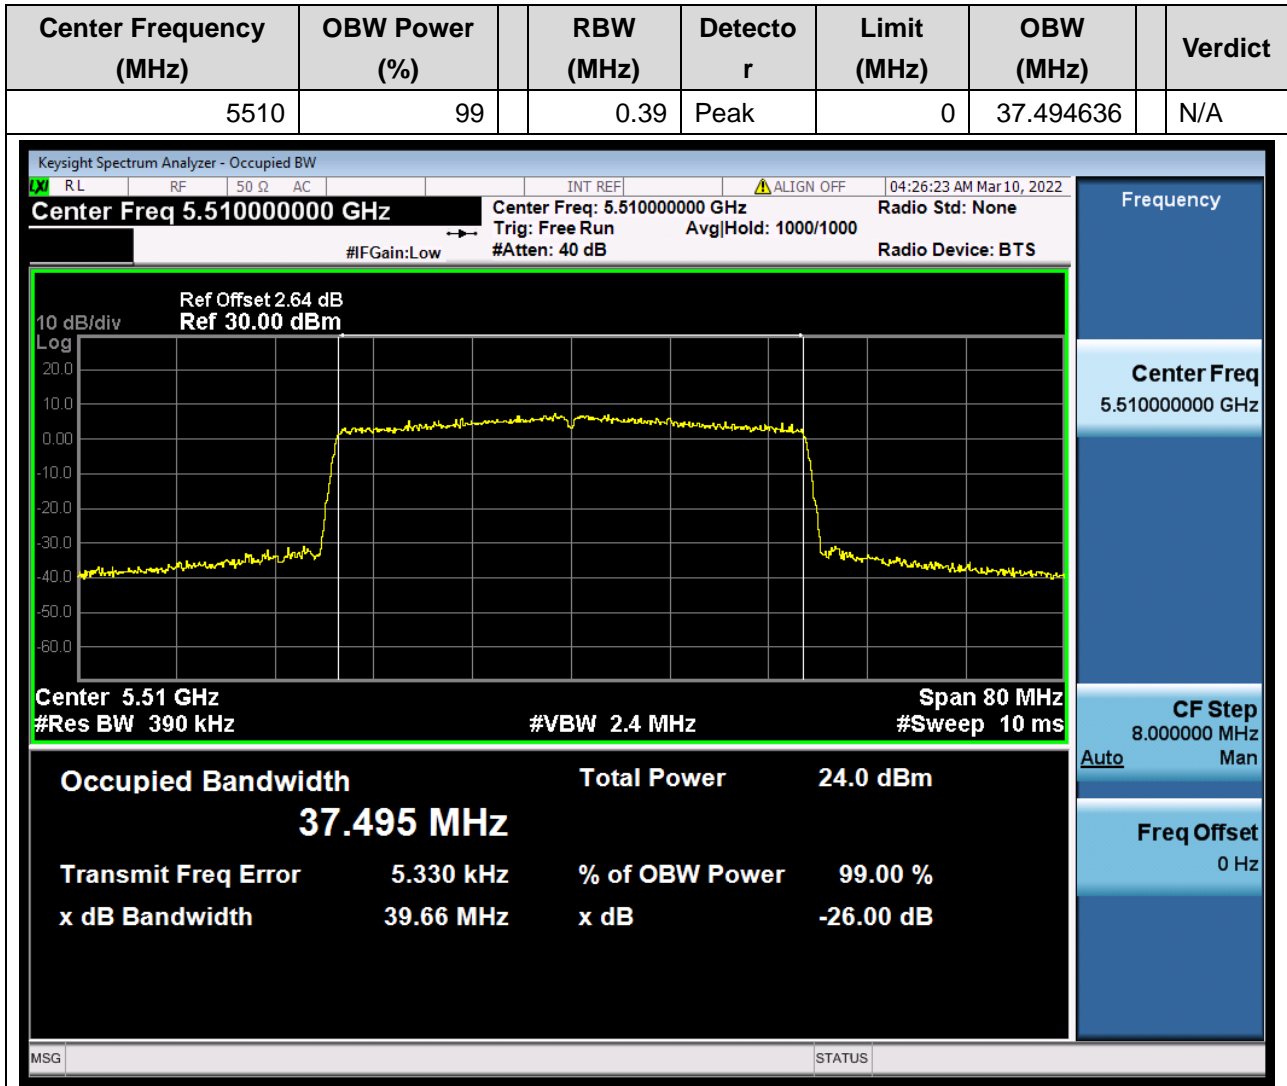 Center Frequency (MHz) OBW Power (%) RBW (MHz) Detecto r Limit (MHz) OBW (MHz) Verdict
5510 99 0.39 Peak 0 37.494636 N/A
Keysight Spectrum Analyzer - Occupied BW
LXI RL RF 50 Ω AC INT REF ALIGN OFF 04:26:23 AM Mar 10, 2022
Center Freq 5.510000000 GHz
Center Freq: 5.510000000 GHz Radio Std: None
Trig: Free Run Avg|Hold: 1000/1000
#IFGain:Low #Atten: 40 dB Radio Device: BTS
Ref Offset 2.64 dB
10 dB/div Ref 30.00 dBm
Log
20.0
10.0
0.00
-10.0
-20.0
-30.0
-40.0
-50.0
-60.0
Center 5.51 GHz Span 80 MHz
#Res BW 390 kHz #VBW 2.4 MHz #Sweep 10 ms
Occupied Bandwidth Total Power 24.0 dBm
37.495 MHz
Transmit Freq Error 5.330 kHz % of OBW Power 99.00 %
x dB Bandwidth 39.66 MHz x dB -26.00 dB
MSG STATUS
Frequency
Center Freq
5.510000000 GHz
CF Step
8.000000 MHz
Auto Man
Freq Offset
0 Hz